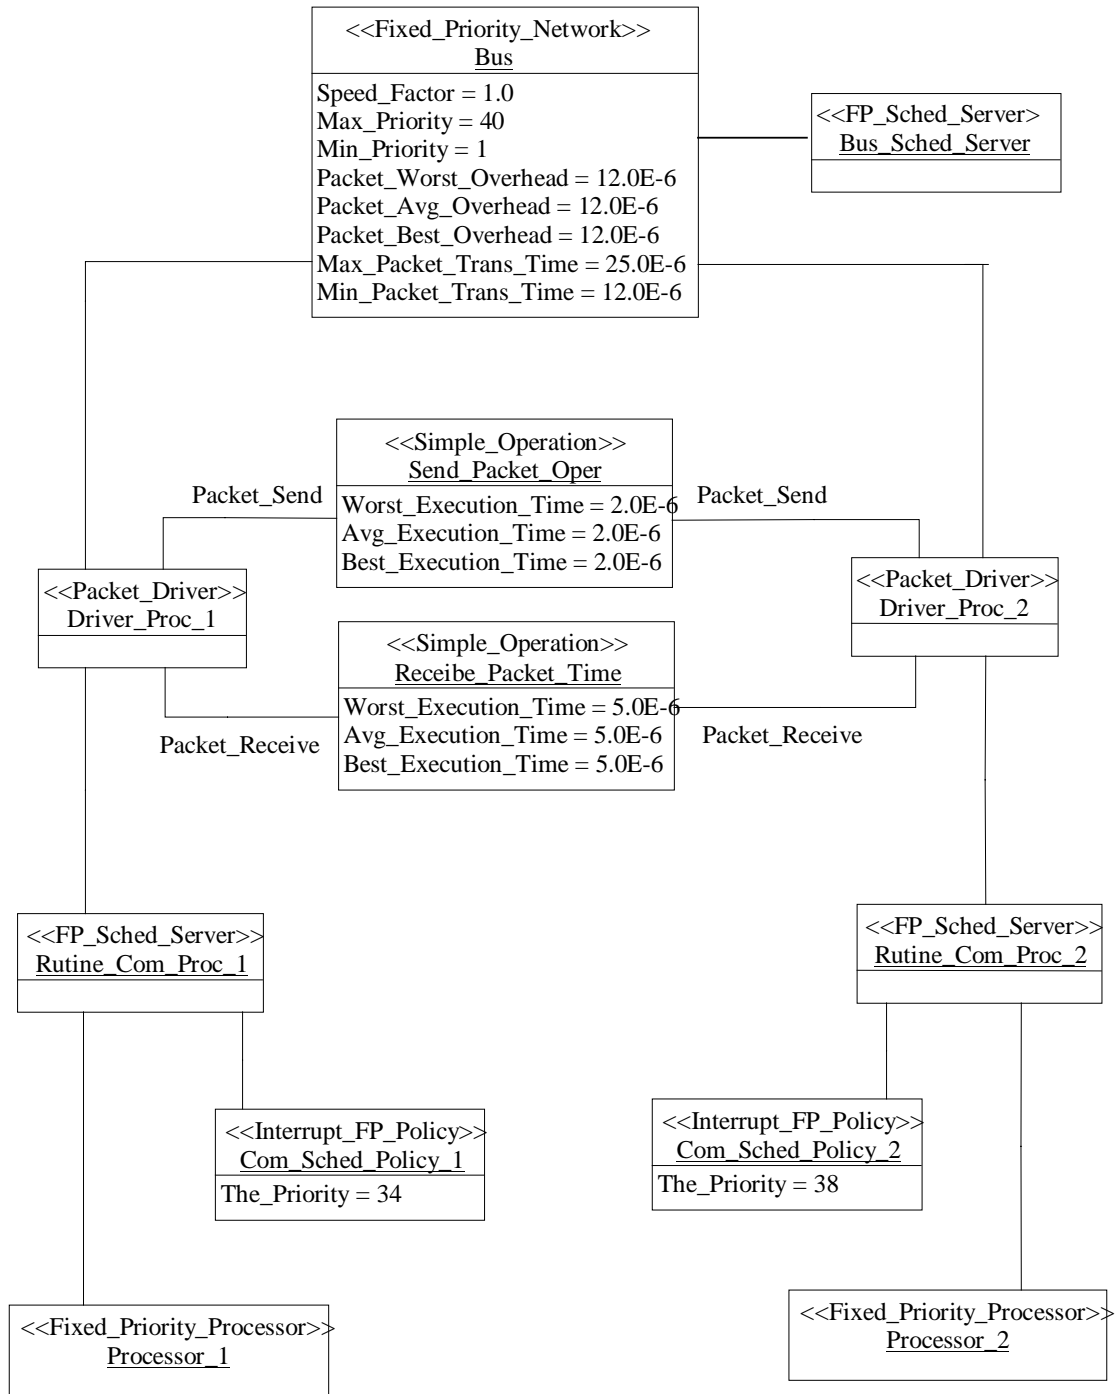 <<Fixed_Priority_Network>>
Bus
Speed_Factor = 1.0
Max_Priority = 40
Min_Priority = 1
Packet_Worst_Overhead = 12.0E-6
Packet_Avg_Overhead = 12.0E-6
Packet_Best_Overhead = 12.0E-6
Max_Packet_Trans_Time = 25.0E-6
Min_Packet_Trans_Time = 12.0E-6
<<FP_Sched_Server>
Bus_Sched_Server
<<Simple_Operation>>
Send_Packet_Oper
Worst_Execution_Time = 2.0E-6
Avg_Execution_Time = 2.0E-6
Best_Execution_Time = 2.0E-6
Packet_Send
Packet_Send
<<Packet_Driver>>
Driver_Proc_1
<<Packet_Driver>>
Driver_Proc_2
<<Simple_Operation>>
Receibe_Packet_Time
Worst_Execution_Time = 5.0E-6
Avg_Execution_Time = 5.0E-6
Best_Execution_Time = 5.0E-6
Packet_Receive
Packet_Receive
<<FP_Sched_Server>>
Rutine_Com_Proc_1
<<FP_Sched_Server>>
Rutine_Com_Proc_2
<<Interrupt_FP_Policy>>
Com_Sched_Policy_1
The_Priority = 34
<<Interrupt_FP_Policy>>
Com_Sched_Policy_2
The_Priority = 38
<<Fixed_Priority_Processor>>
Processor_1
<<Fixed_Priority_Processor>>
Processor_2